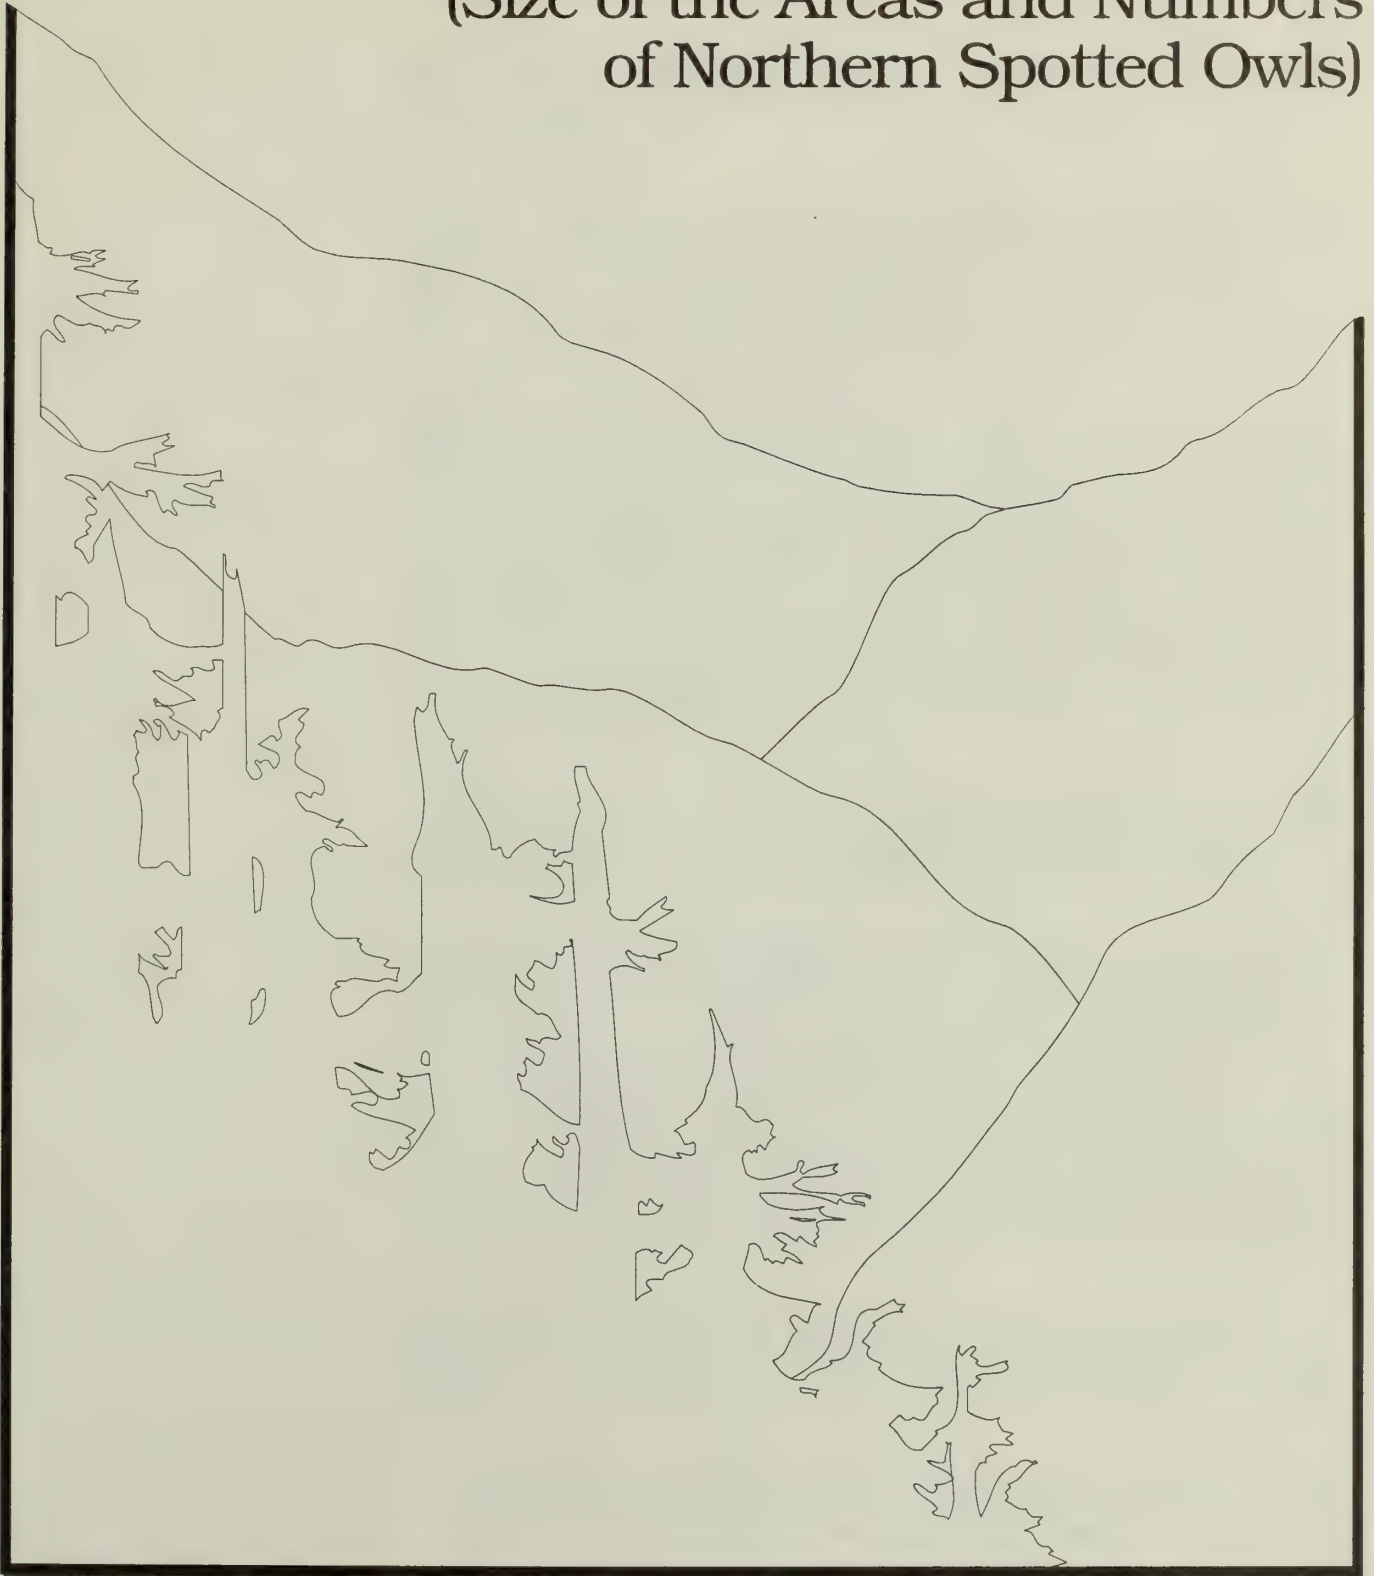 (Size of the Areas and Numbers
of Northern Spotted Owls)